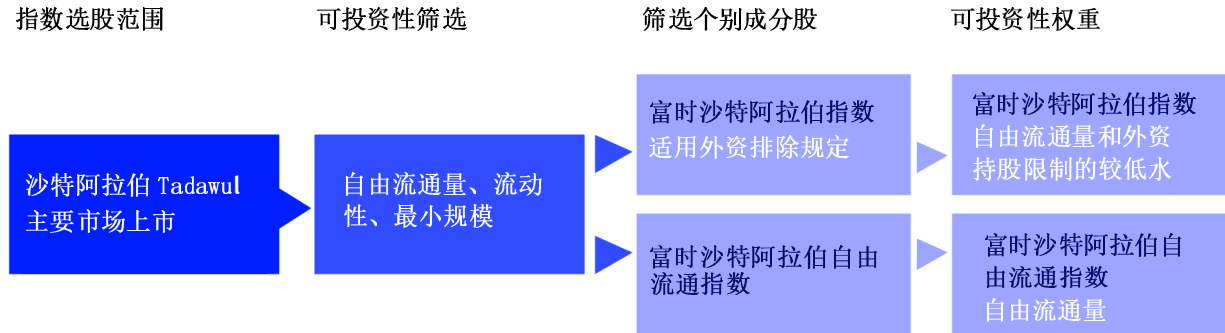 指数选股范围
可投资性筛选
筛选个别成分股
可投资性权重
沙特阿拉伯 Tadawul
主要市场上市
自由流通量、流动
性、最小规模
富时沙特阿拉伯指数
适用外资排除规定
富时沙特阿拉伯指数
自由流通量和外资
持股限制的较低水
富时沙特阿拉伯自由
流通指数
富时沙特阿拉伯自
由流通指数
自由流通量